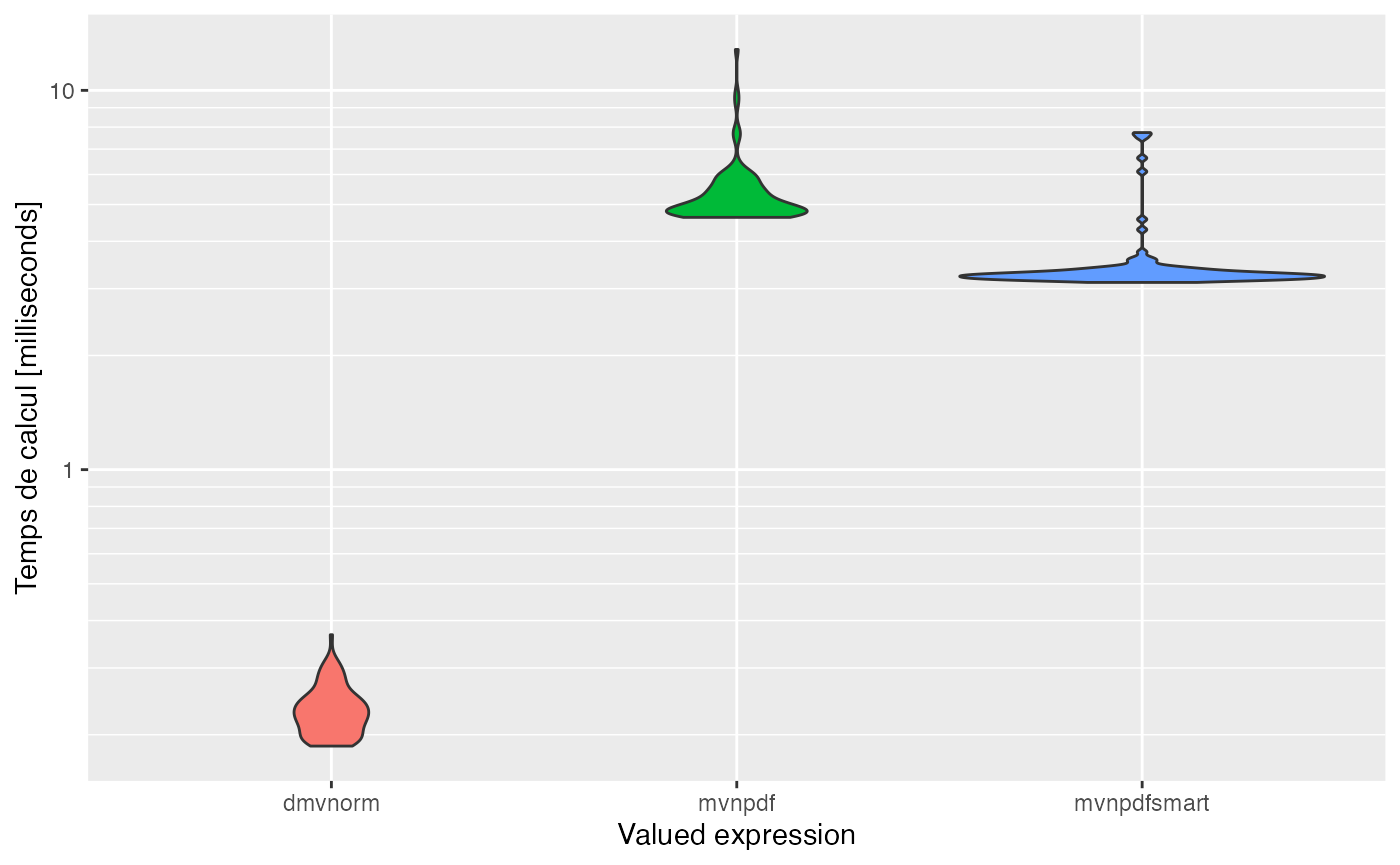 Temps de calcul [milliseconds]
10
1
dmvnorm
mvnpdf
mvnpdfsmart
Valued expression